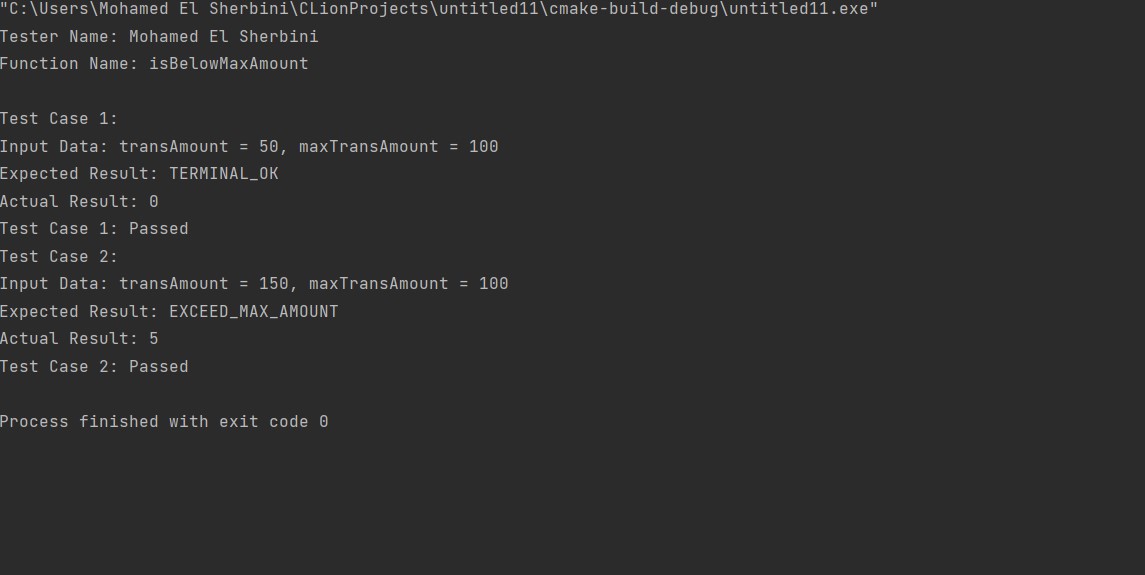 "C:\Users\Mohamed El Sherbini\CLionProjects\untitled11\cmake-build-debug\untitled11.exe"
Tester Name: Mohamed El Sherbini
Function Name: isBelowMaxAmount
Test Case 1:
Input Data: transAmount = 50, maxTransAmount = 100
Expected Result: TERMINAL_OK
Actual Result: 0
Test Case 1: Passed
Test Case 2:
Input Data: transAmount = 150, maxTransAmount = 100
Expected Result: EXCEED_MAX_AMOUNT
Actual Result: 5
Test Case 2: Passed
Process finished with exit code 0